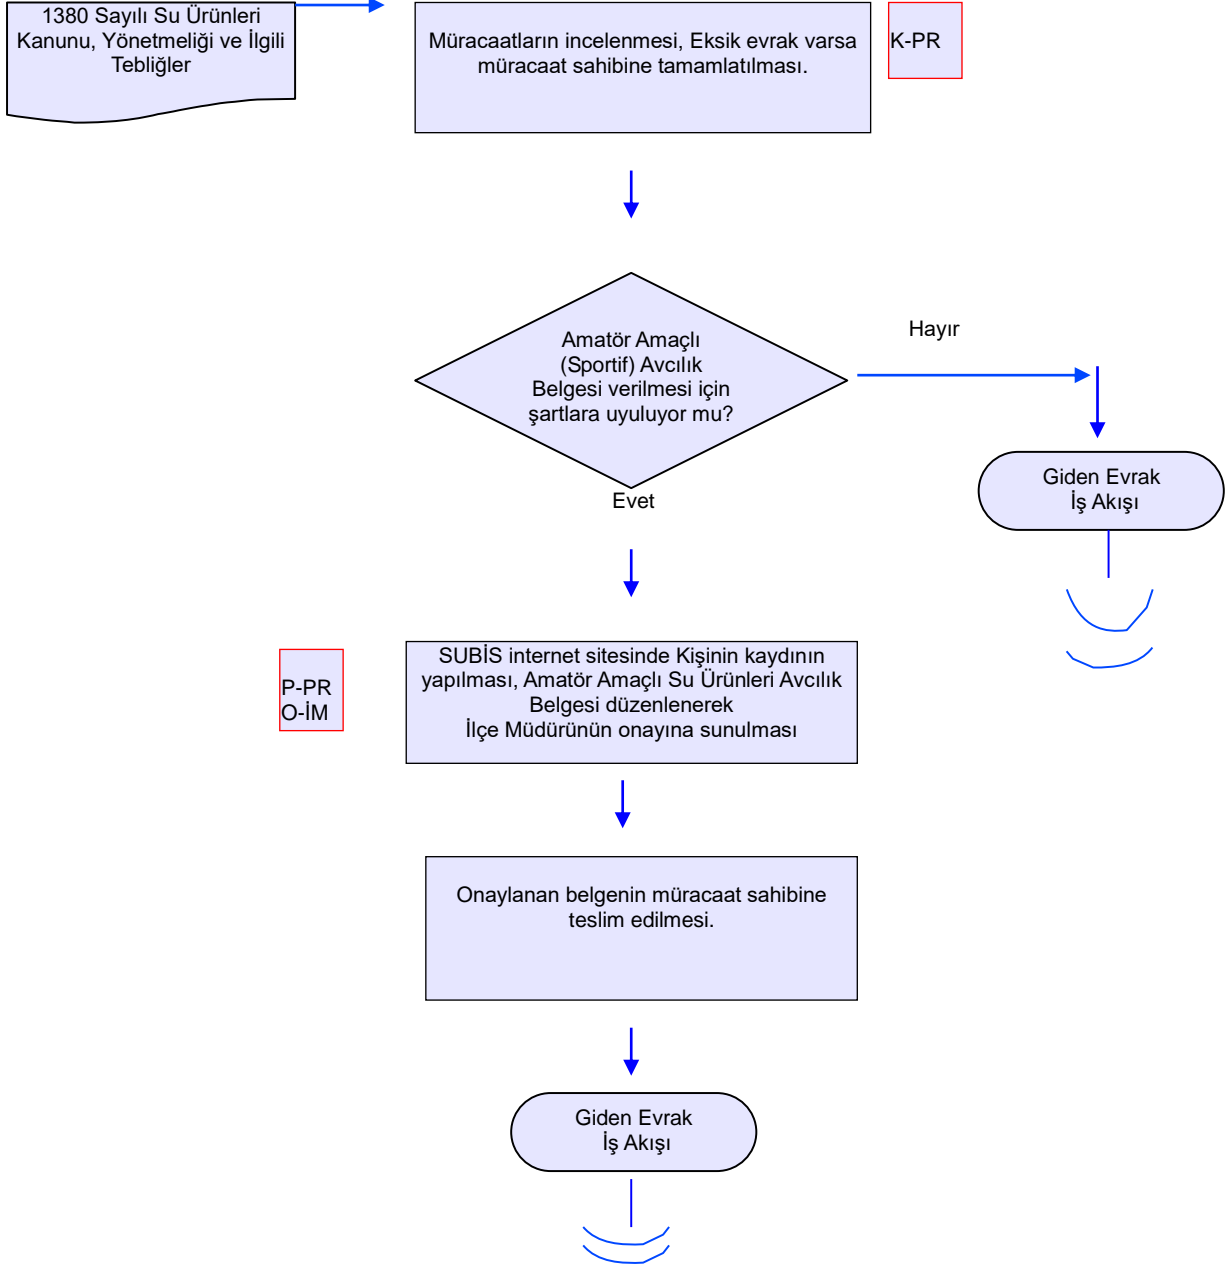 1380 Sayılı Su Ürünleri
Kanunu, Yönetmeliği ve İlgili
Tebliğler
Müracaatların incelenmesi, Eksik evrak varsa
müracaat sahibine tamamlatılması.
K-PR
Amatör Amaçlı
(Sportif) Avcılık
Belgesi verilmesi için
şartlara uyuluyor mu?
Hayır
Giden Evrak
İş Akışı
Evet
P-PR
O-İM
SUBİS internet sitesinde Kişinin kaydının
yapılması, Amatör Amaçlı Su Ürünleri Avcılık
Belgesi düzenlenerek
İlçe Müdürünün onayına sunulması
Onaylanan belgenin müracaat sahibine
teslim edilmesi.
Giden Evrak
İş Akışı